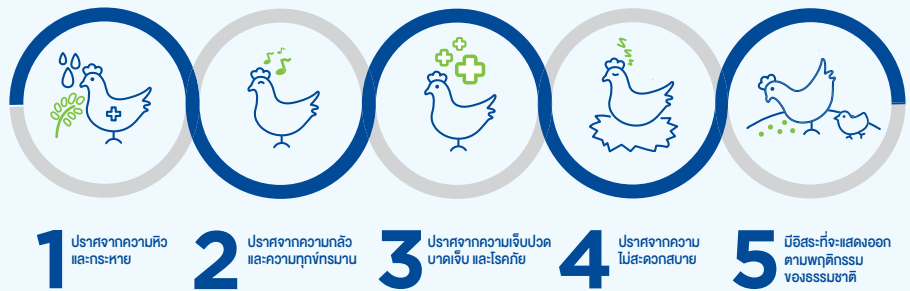 1
ปราศจากความหิว
และกระหาย
2
ปราศจากความกลัว
และความทุกข์ทรมาน
3
ปราศจากความเจ็บปวด
บาดเจ็บ และโรคภัย
4
ปราศจากความ
ไม่สะดวกสบาย
5
มีอิสระที่จะแสดงออก
ตามพฤติกรรม
ของธรรมชาติ